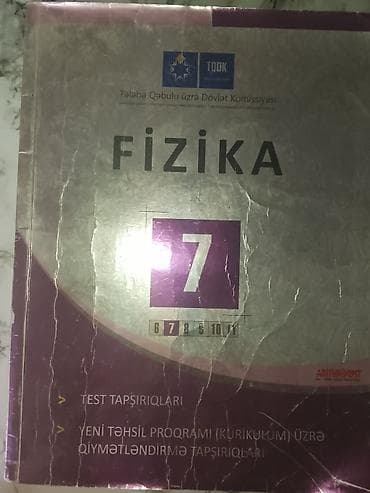 TQDK
Tələbə Qəbulu üzrə Dövlət Komissiyası
FİZİKA
7
6 7 8 9 10 11
TEST TAPŞIRIQLARI
YENİ TƏHSİL PROQRAMI (KURİKULUM) ÜZRƏ
QİYMƏTLƏNDİRMƏ TAPŞIRIQLARI